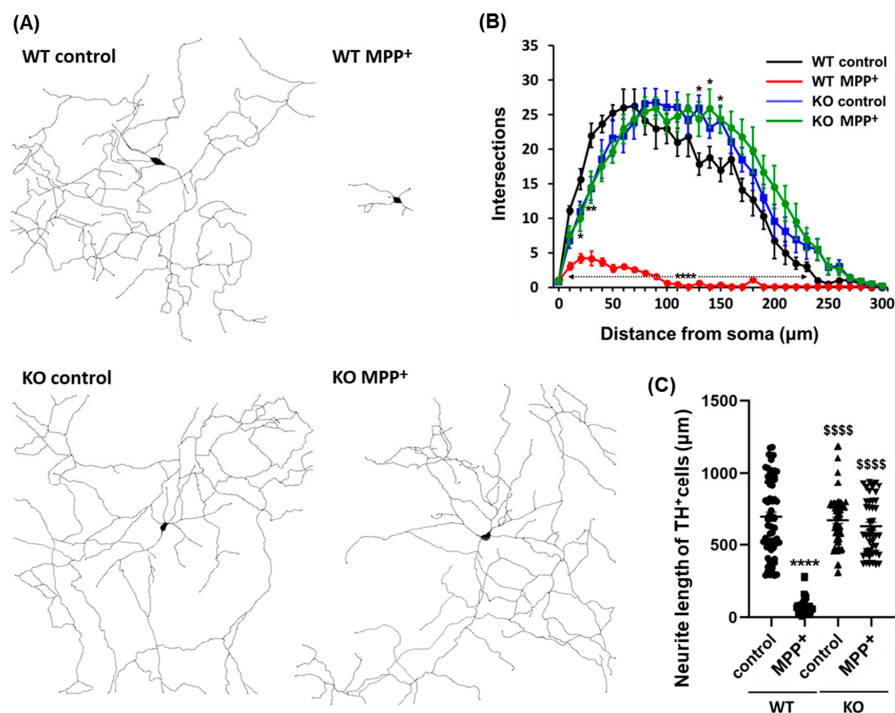 (A)
WT control
WT MPP⁺
KO control
KO MPP⁺
(B)
Intersections
35
30
25
20
15
10
5
0
0 50 100 150 200 250 300
Distance from soma (µm)
WT control
WT MPP⁺
KO control
KO MPP⁺
*
**
****
*
*
*
(C)
Neurite length of TH⁺cells (µm)
1500
1000
500
0
****
$$$$
$$$$
control MPP⁺ control MPP⁺
WT KO